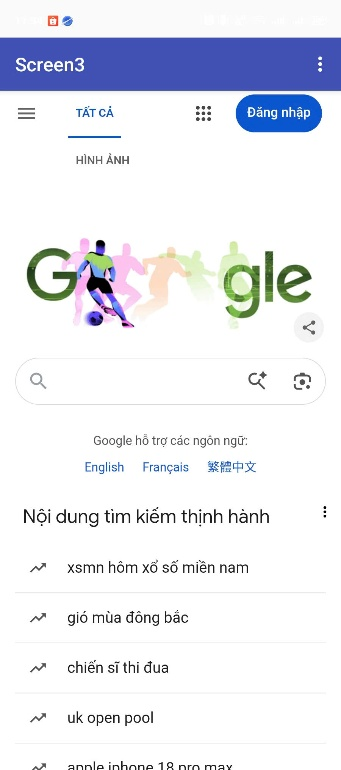 Screen3
TẤT CẢ
Đăng nhập
HÌNH ẢNH
Google
Google hỗ trợ các ngôn ngữ:
English Français 繁體中文
Nội dung tìm kiếm thịnh hành
xsmn hôm xổ số miền nam
gió mùa đông bắc
chiến sĩ thi đua
uk open pool
apple iphone 18 pro max